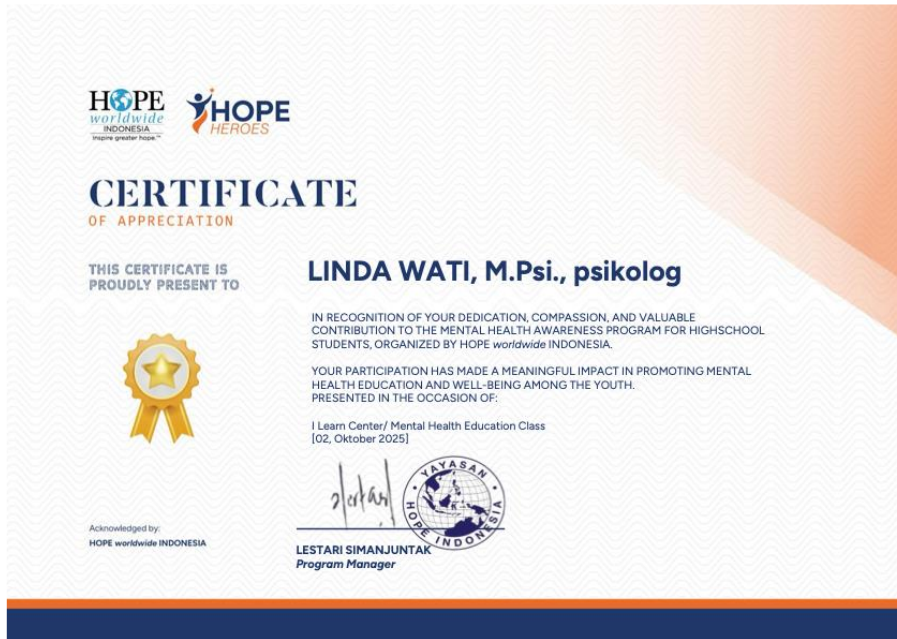 HOPE
worldwide
INDONESIA
inspire greater hope.™
HOPE
HEROES
CERTIFICATE
OF APPRECIATION
THIS CERTIFICATE IS
PROUDLY PRESENT TO
LINDA WATI, M.Psi., psikolog
IN RECOGNITION OF YOUR DEDICATION, COMPASSION, AND VALUABLE
CONTRIBUTION TO THE MENTAL HEALTH AWARENESS PROGRAM FOR HIGHSCHOOL
STUDENTS, ORGANIZED BY HOPE worldwide INDONESIA.
YOUR PARTICIPATION HAS MADE A MEANINGFUL IMPACT IN PROMOTING MENTAL
HEALTH EDUCATION AND WELL-BEING AMONG THE YOUTH.
PRESENTED IN THE OCCASION OF:
I Learn Center/ Mental Health Education Class
[02, Oktober 2025]
YAYASAN
HOPE INDONESIA
Acknowledged by:
HOPE worldwide INDONESIA
LESTARI SIMANJUNTAK
Program Manager